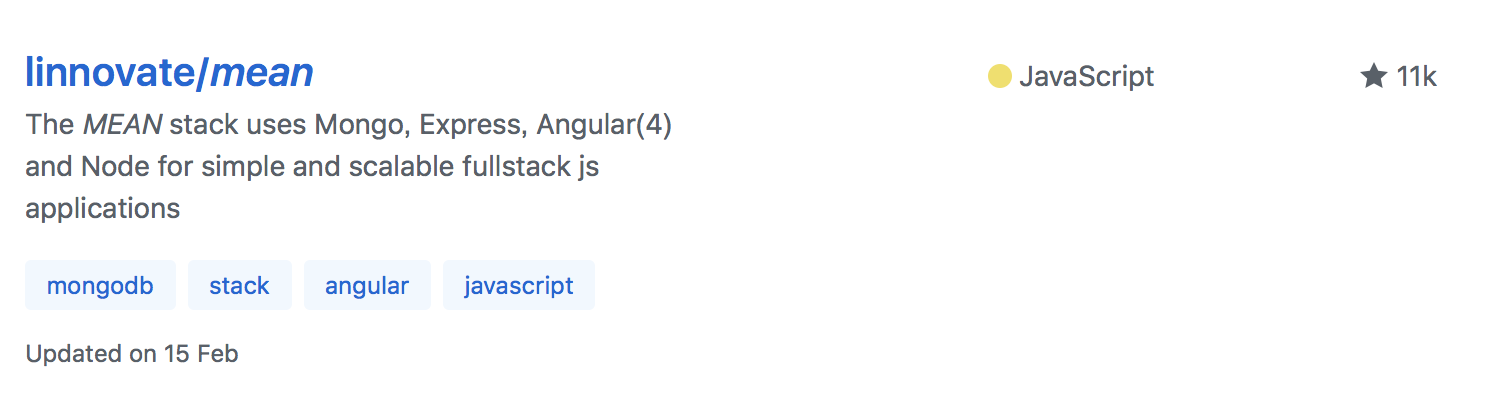 linnovate/mean
JavaScript
11k
The MEAN stack uses Mongo, Express, Angular(4)
and Node for simple and scalable fullstack js
applications
mongodb stack angular javascript
Updated on 15 Feb